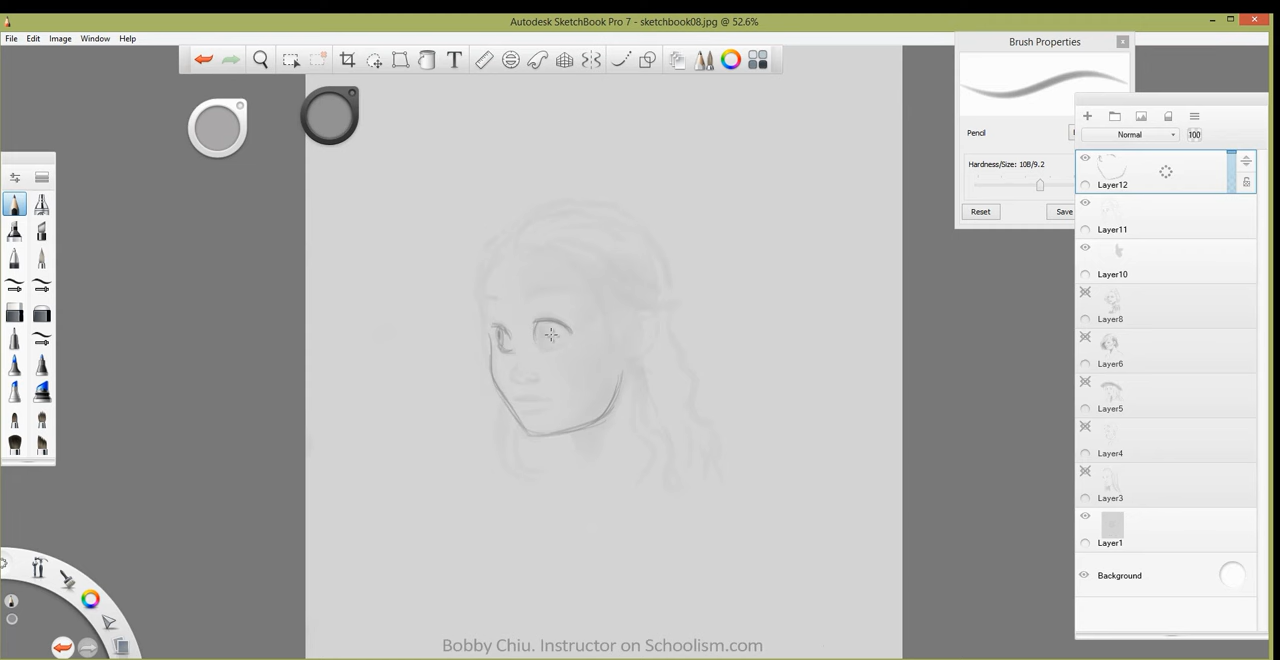 Autodesk SketchBook Pro 7 - sketchbook08.jpg @ 52.6%
File Edit Image Window Help
T
Brush Properties
Pencil
Hardness/Size: 10B/9.2
Reset Save
Normal 100
Layer12
Layer11
Layer10
Layer8
Layer6
Layer5
Layer4
Layer3
Layer1
Background
Bobby Chiu. Instructor on Schoolism.com